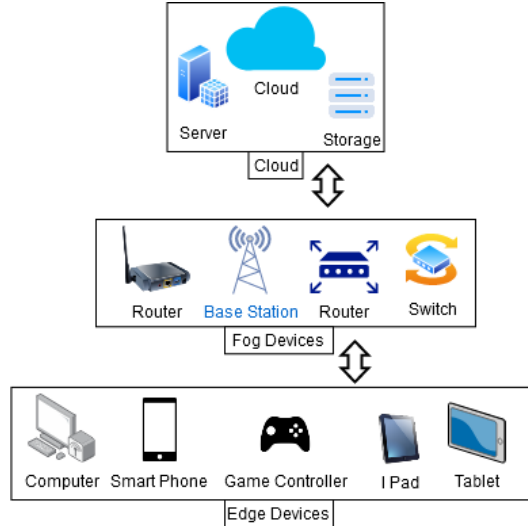 Cloud
Server
Storage
Cloud
Router
Base Station
Router
Switch
Fog Devices
Computer
Smart Phone
Game Controller
I Pad
Tablet
Edge Devices